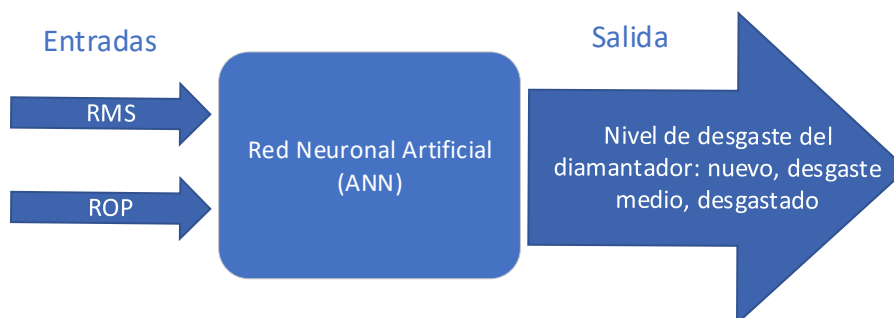 Entradas
Salida
RMS
ROP
Red Neuronal Artificial
(ANN)
Nivel de desgaste del
diamantador: nuevo, desgaste
medio, desgastado